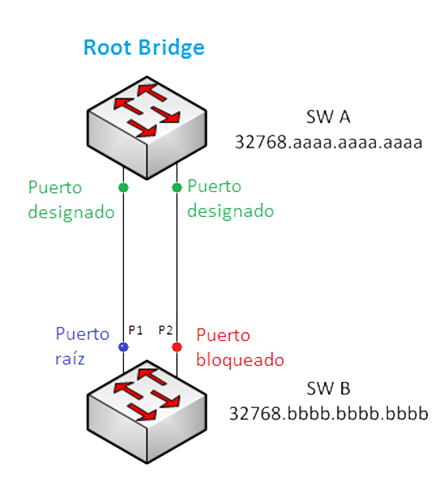 Root Bridge
SW A
32768.aaaa.aaaa.aaaa
Puerto
designado
Puerto
designado
Puerto
raíz
P1
P2
Puerto
bloqueado
SW B
32768.bbbb.bbbb.bbbb